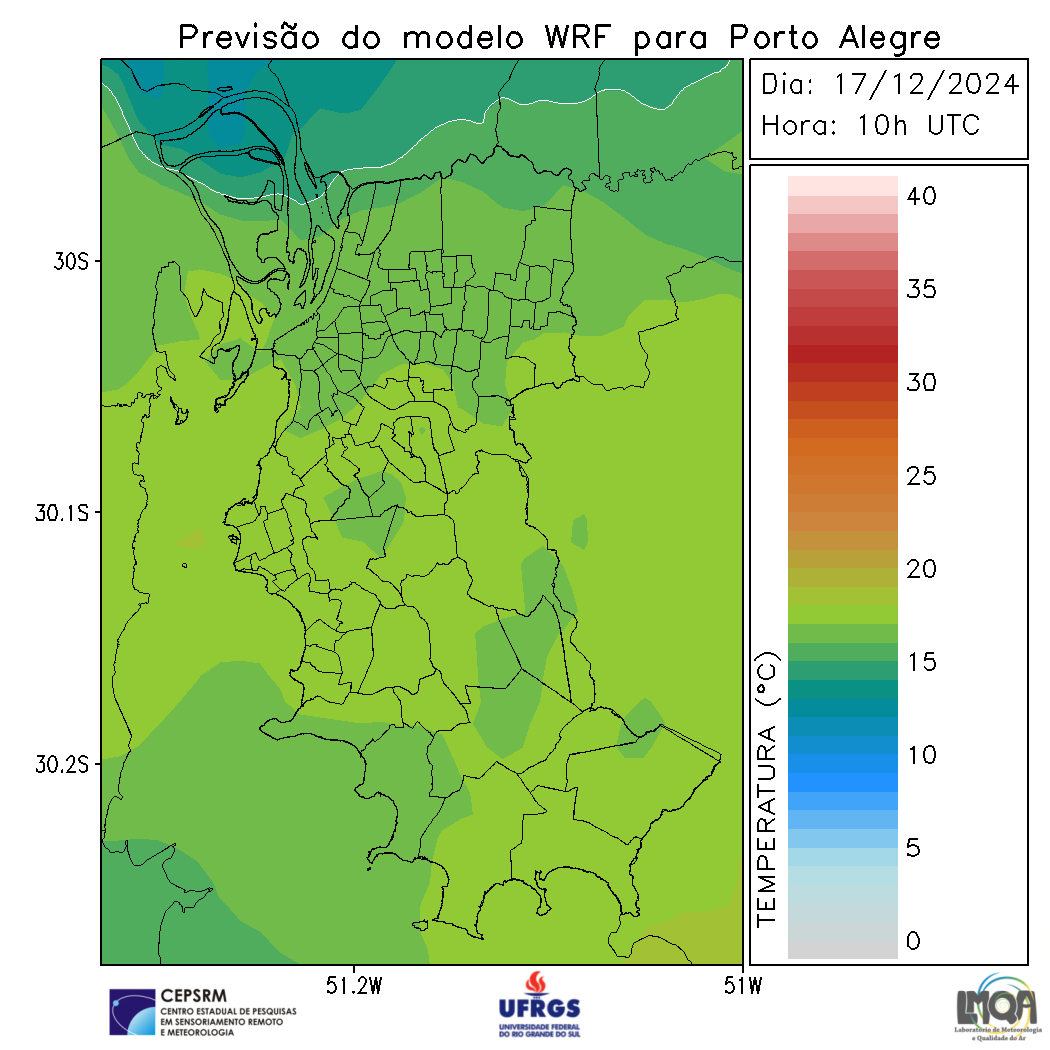 Previsão do modelo WRF para Porto Alegre
Dia: 17/12/2024
Hora: 10h UTC
40
35
30
25
20
15
10
5
0
TEMPERATURA (°C)
30S
30.1S
30.2S
51.2W
51W
CEPSRM
CENTRO ESTADUAL DE PESQUISAS
EM SENSORIAMENTO REMOTO
E METEOROLOGIA
UFRGS
UNIVERSIDADE FEDERAL
DO RIO GRANDE DO SUL
LMQA
Laboratório de Meteorologia
e Qualidade do Ar